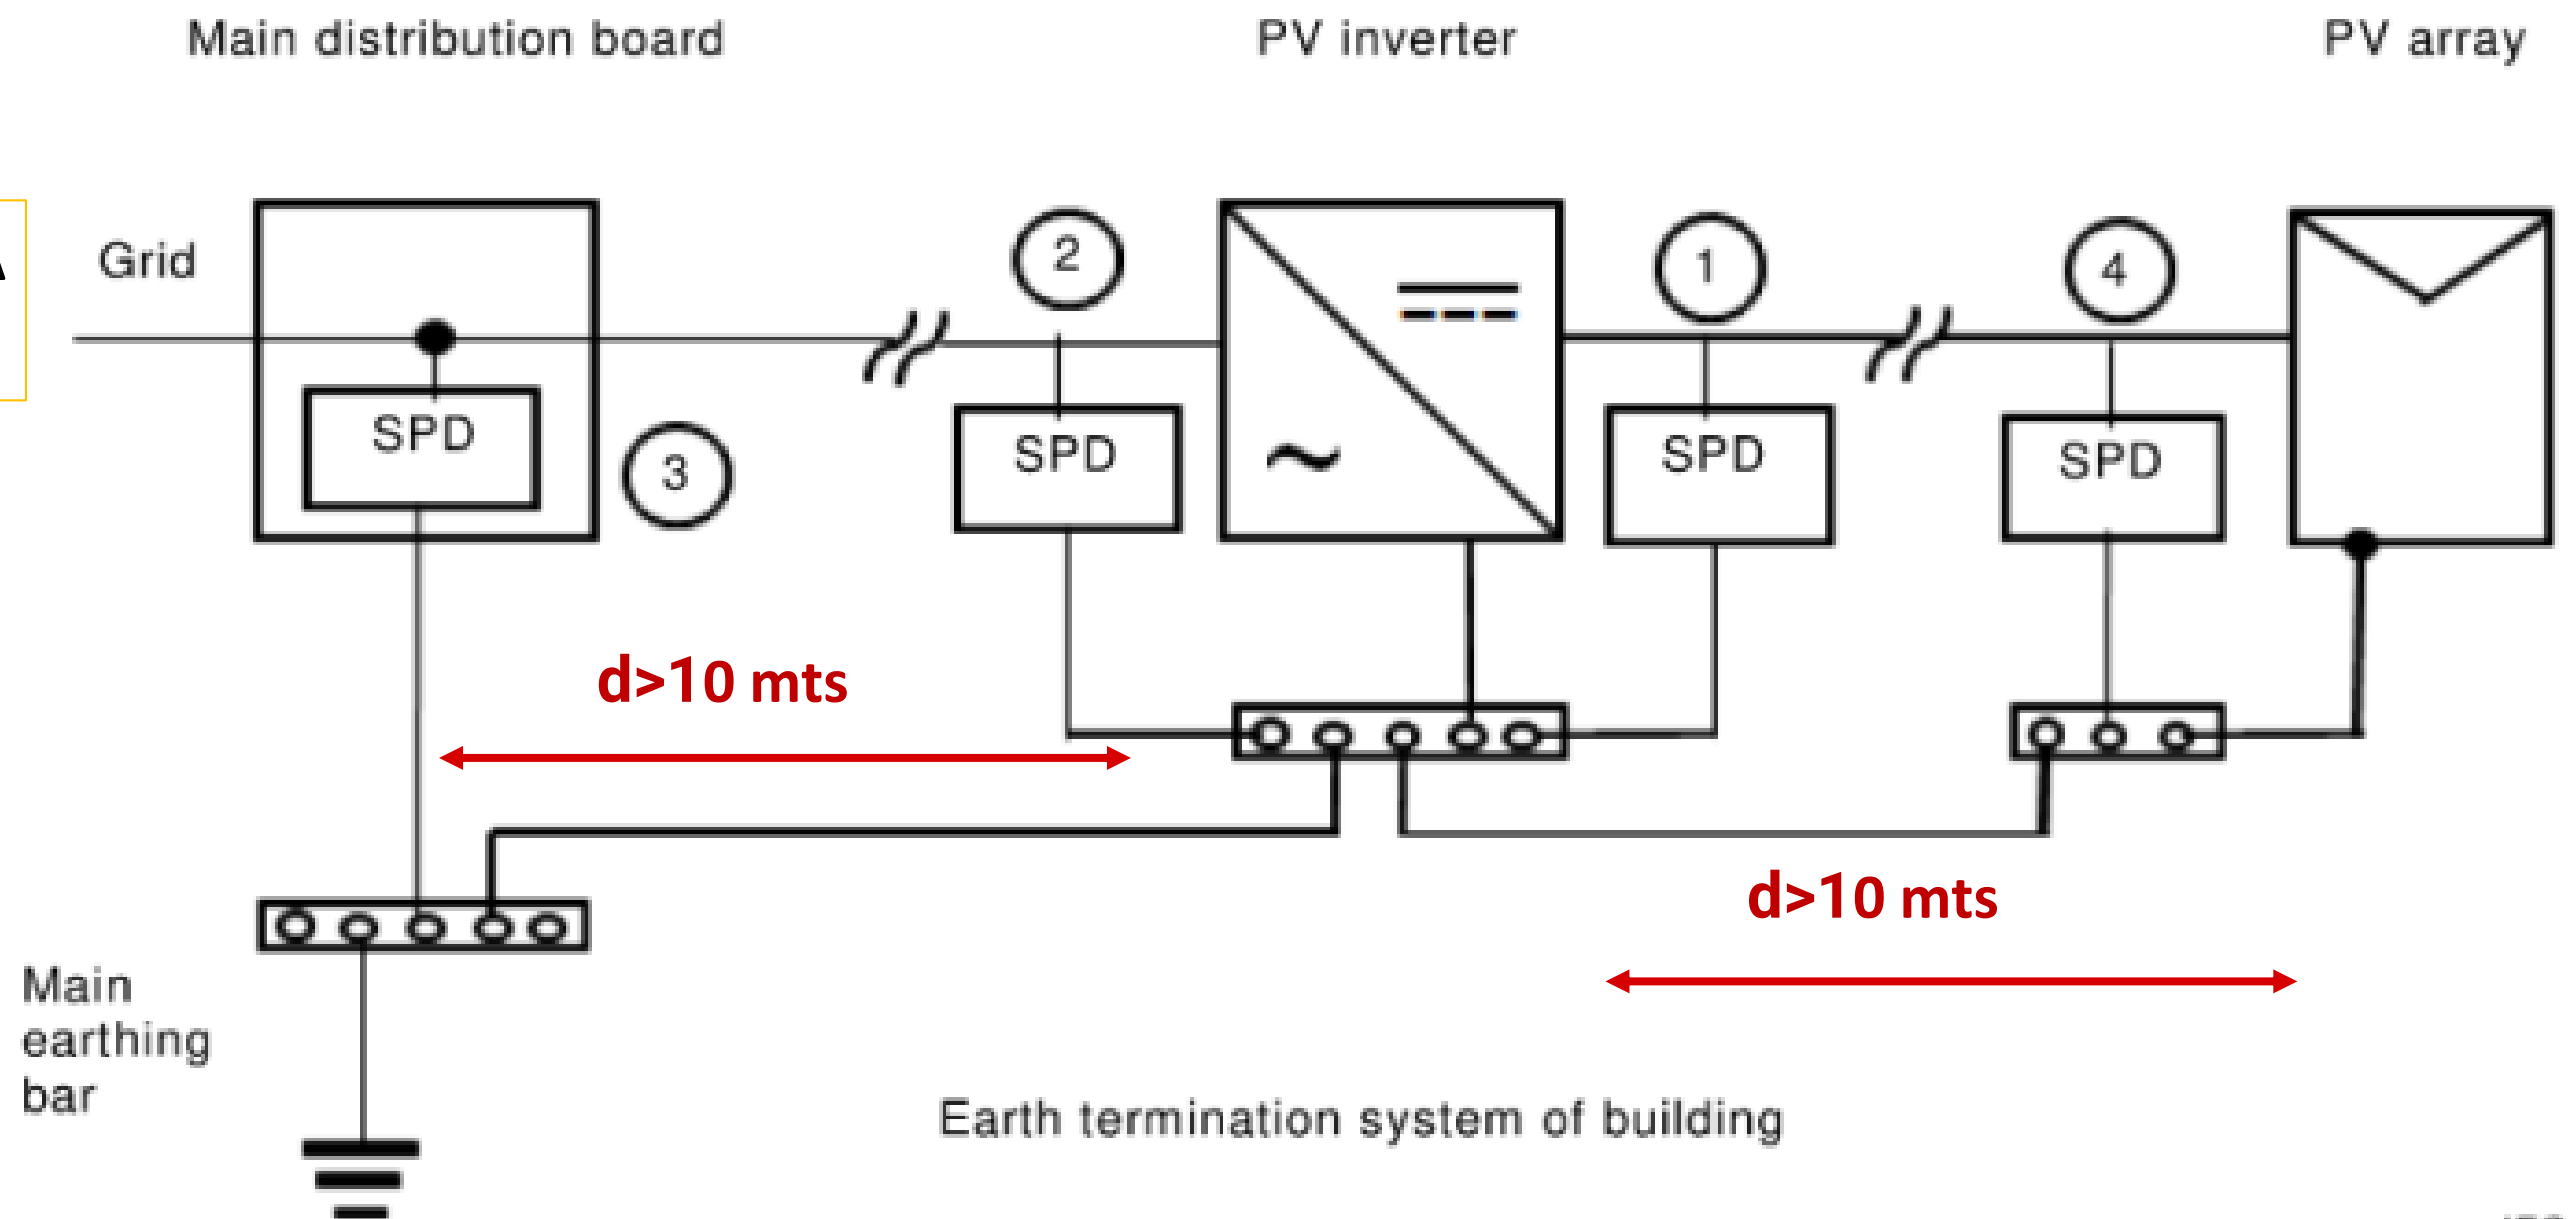 Main distribution board
PV inverter
PV array
Grid
2
1
4
SPD
3
SPD
SPD
SPD
d>10 mts
d>10 mts
Main
earthing
bar
Earth termination system of building